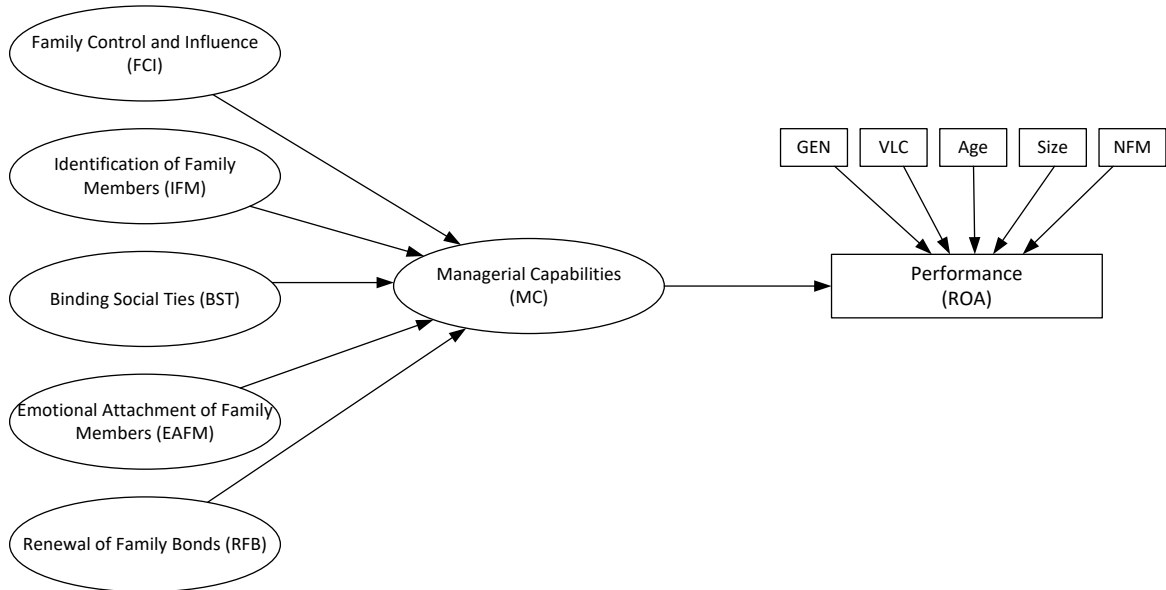 Family Control and Influence
(FCI)
Identification of Family
Members (IFM)
Binding Social Ties (BST)
Emotional Attachment of Family
Members (EAFM)
Renewal of Family Bonds (RFB)
Managerial Capabilities
(MC)
GEN
VLC
Age
Size
NFM
Performance
(ROA)